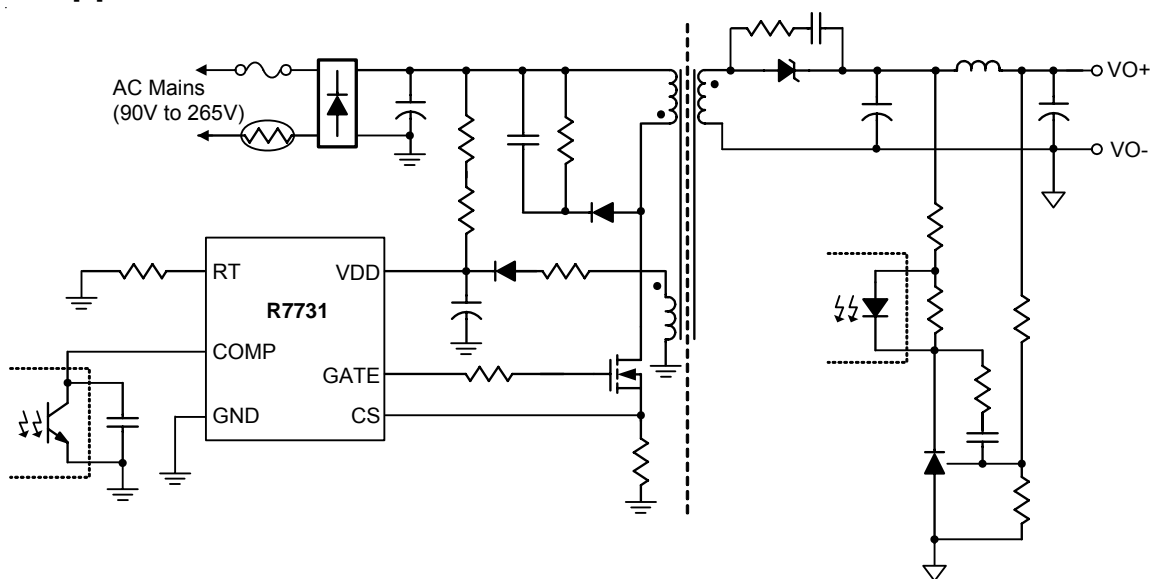 AC Mains
(90V to 265V)
VO+
VO-
RT
VDD
R7731
COMP
GATE
GND
CS